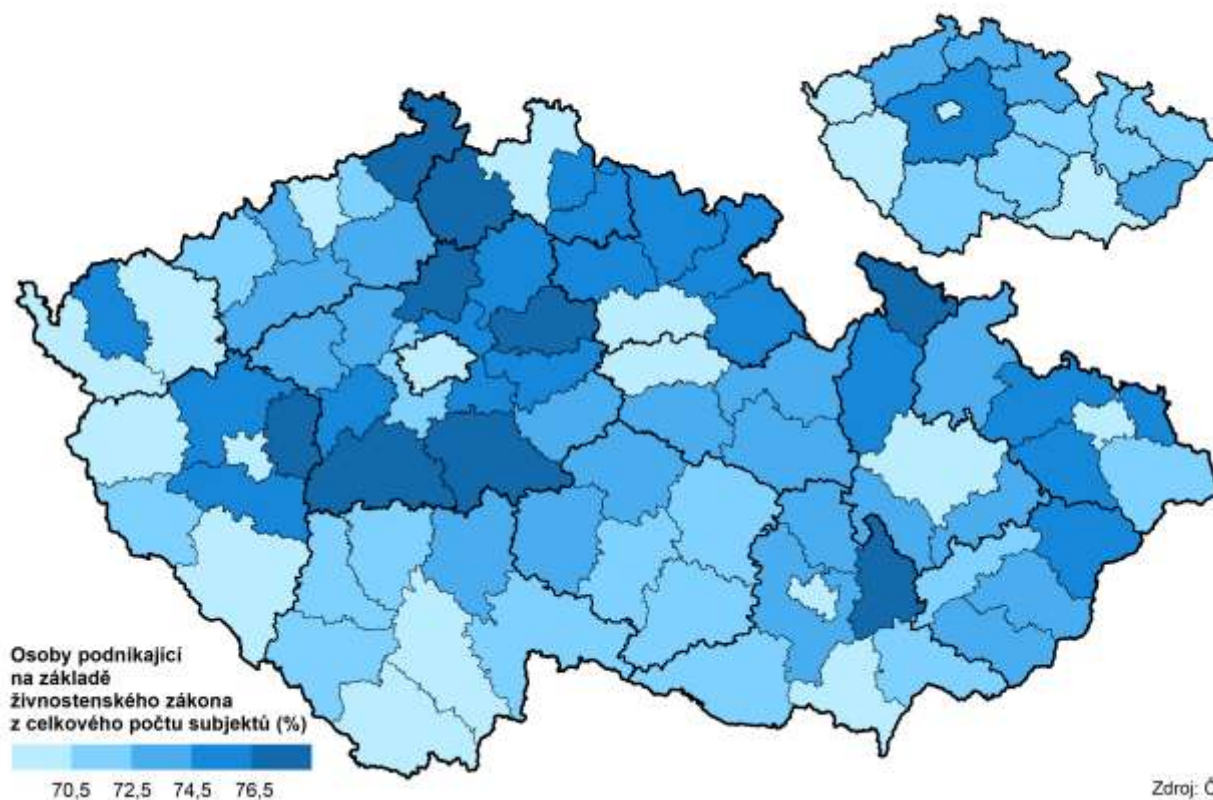 Osoby podnikající
na základě
živnostenského zákona
z celkového počtu subjektů (%)
70,5 72,5 74,5 76,5
Zdroj: Č